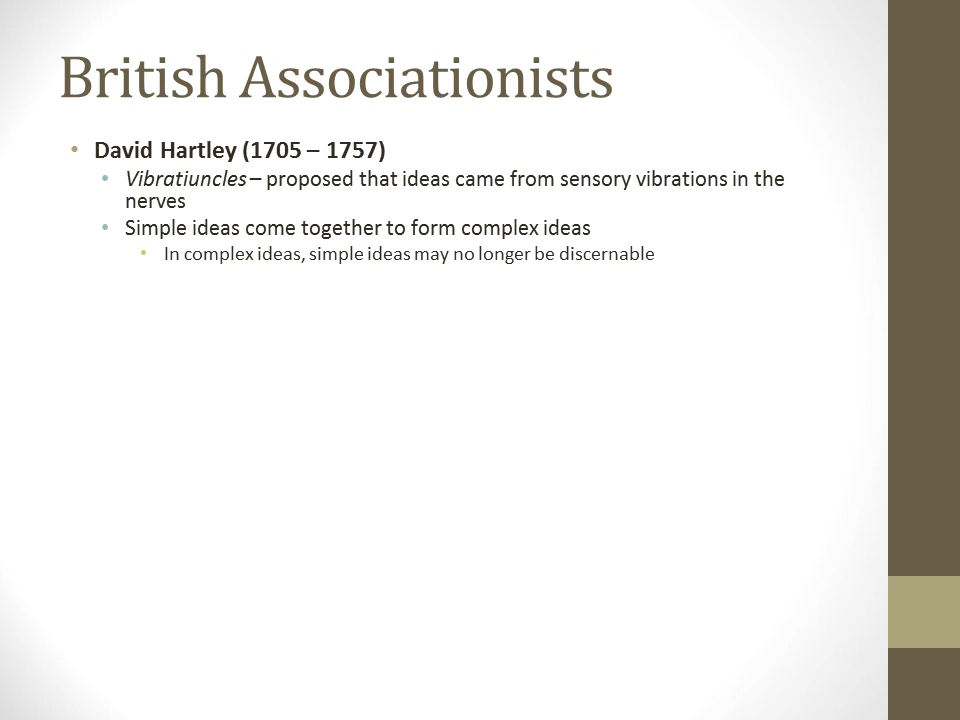 British Associationists
• David Hartley (1705 – 1757)
• Vibratiuncles – proposed that ideas came from sensory vibrations in the
nerves
• Simple ideas come together to form complex ideas
• In complex ideas, simple ideas may no longer be discernable